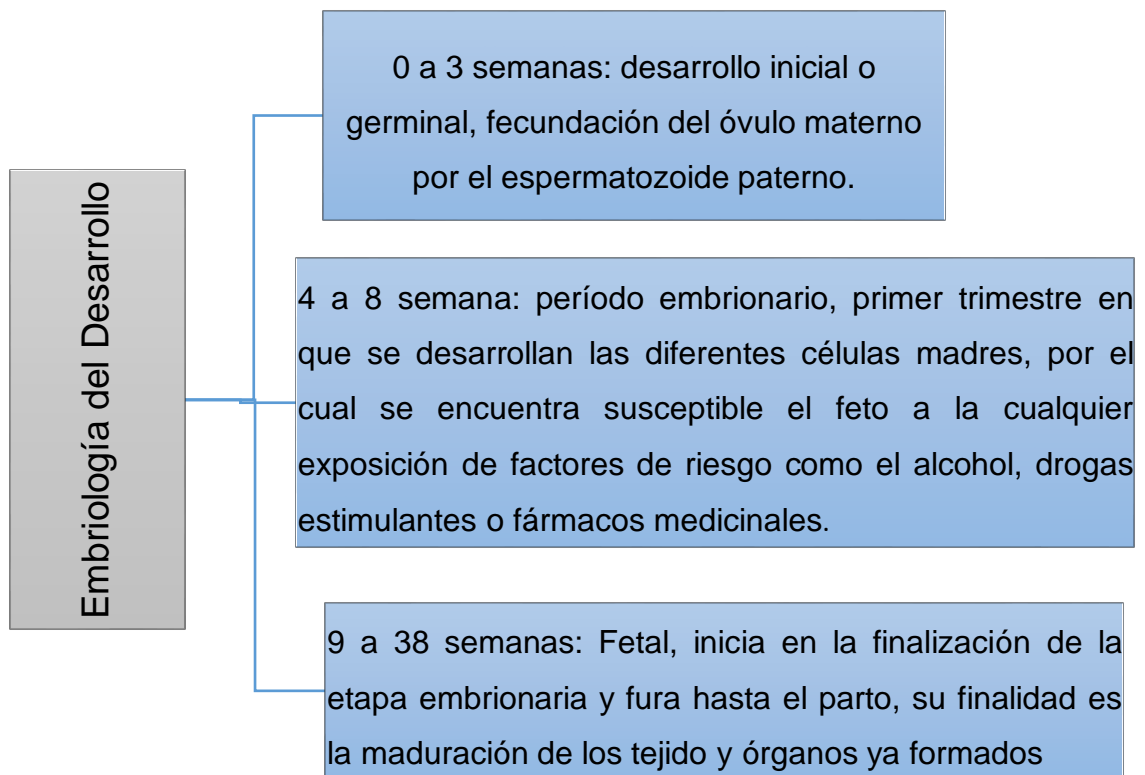 Embriología del Desarrollo
0 a 3 semanas: desarrollo inicial o
germinal, fecundación del óvulo materno
por el espermatozoide paterno.
4 a 8 semana: período embrionario, primer trimestre en
que se desarrollan las diferentes células madres, por el
cual se encuentra susceptible el feto a la cualquier
exposición de factores de riesgo como el alcohol, drogas
estimulantes o fármacos medicinales.
9 a 38 semanas: Fetal, inicia en la finalización de la
etapa embrionaria y fura hasta el parto, su finalidad es
la maduración de los tejido y órganos ya formados